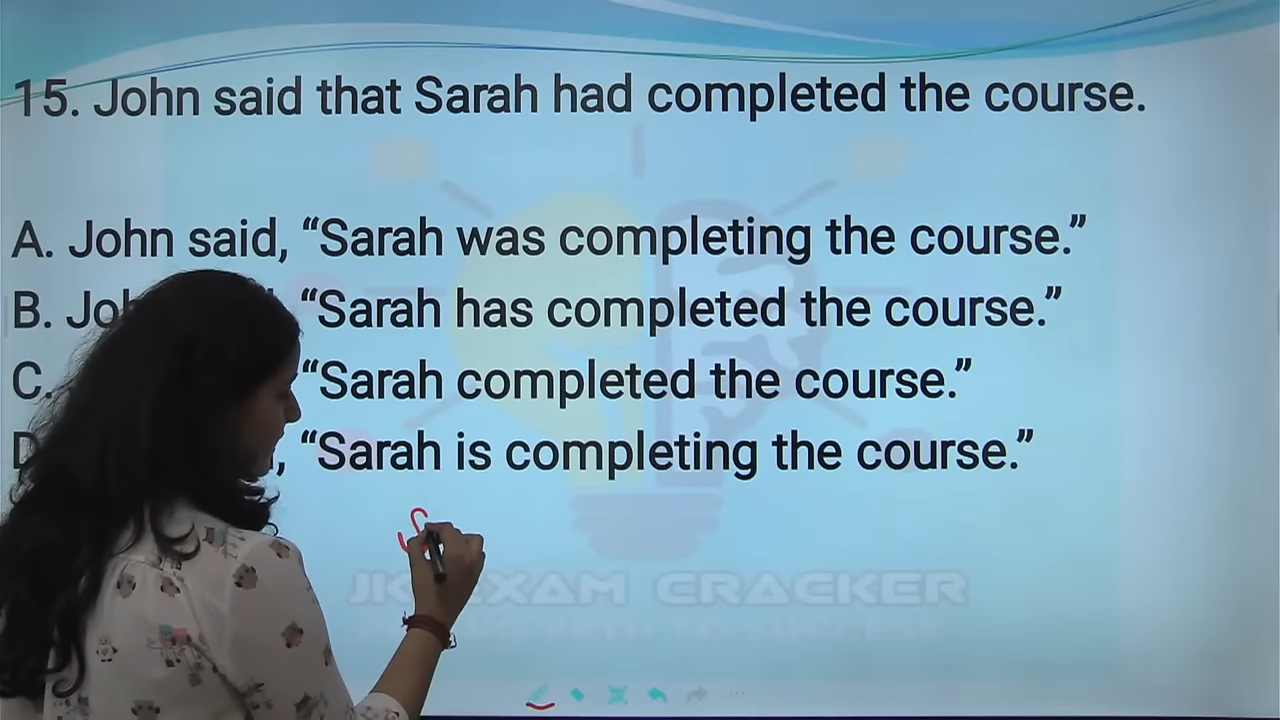 15. John said that Sarah had completed the course.
A. John said, “Sarah was completing the course.”
B. “Sarah has completed the course.”
C. “Sarah completed the course.”
“Sarah is completing the course.”
S
JK EXAM CRACKER